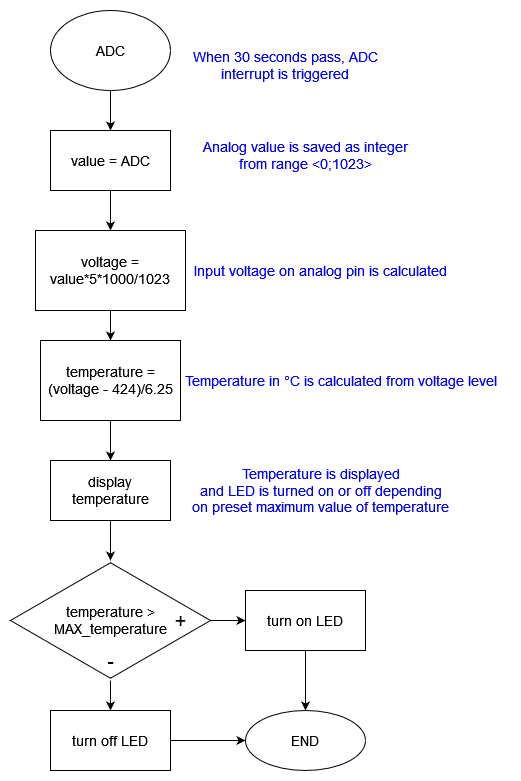 ADC
When 30 seconds pass, ADC
interrupt is triggered
value = ADC
Analog value is saved as integer
from range <0;1023>
voltage =
value*5*1000/1023
Input voltage on analog pin is calculated
temperature =
(voltage - 424)/6.25
Temperature in °C is calculated from voltage level
display
temperature
Temperature is displayed
and LED is turned on or off depending
on preset maximum value of temperature
temperature >
MAX_temperature
+
turn on LED
-
turn off LED
END